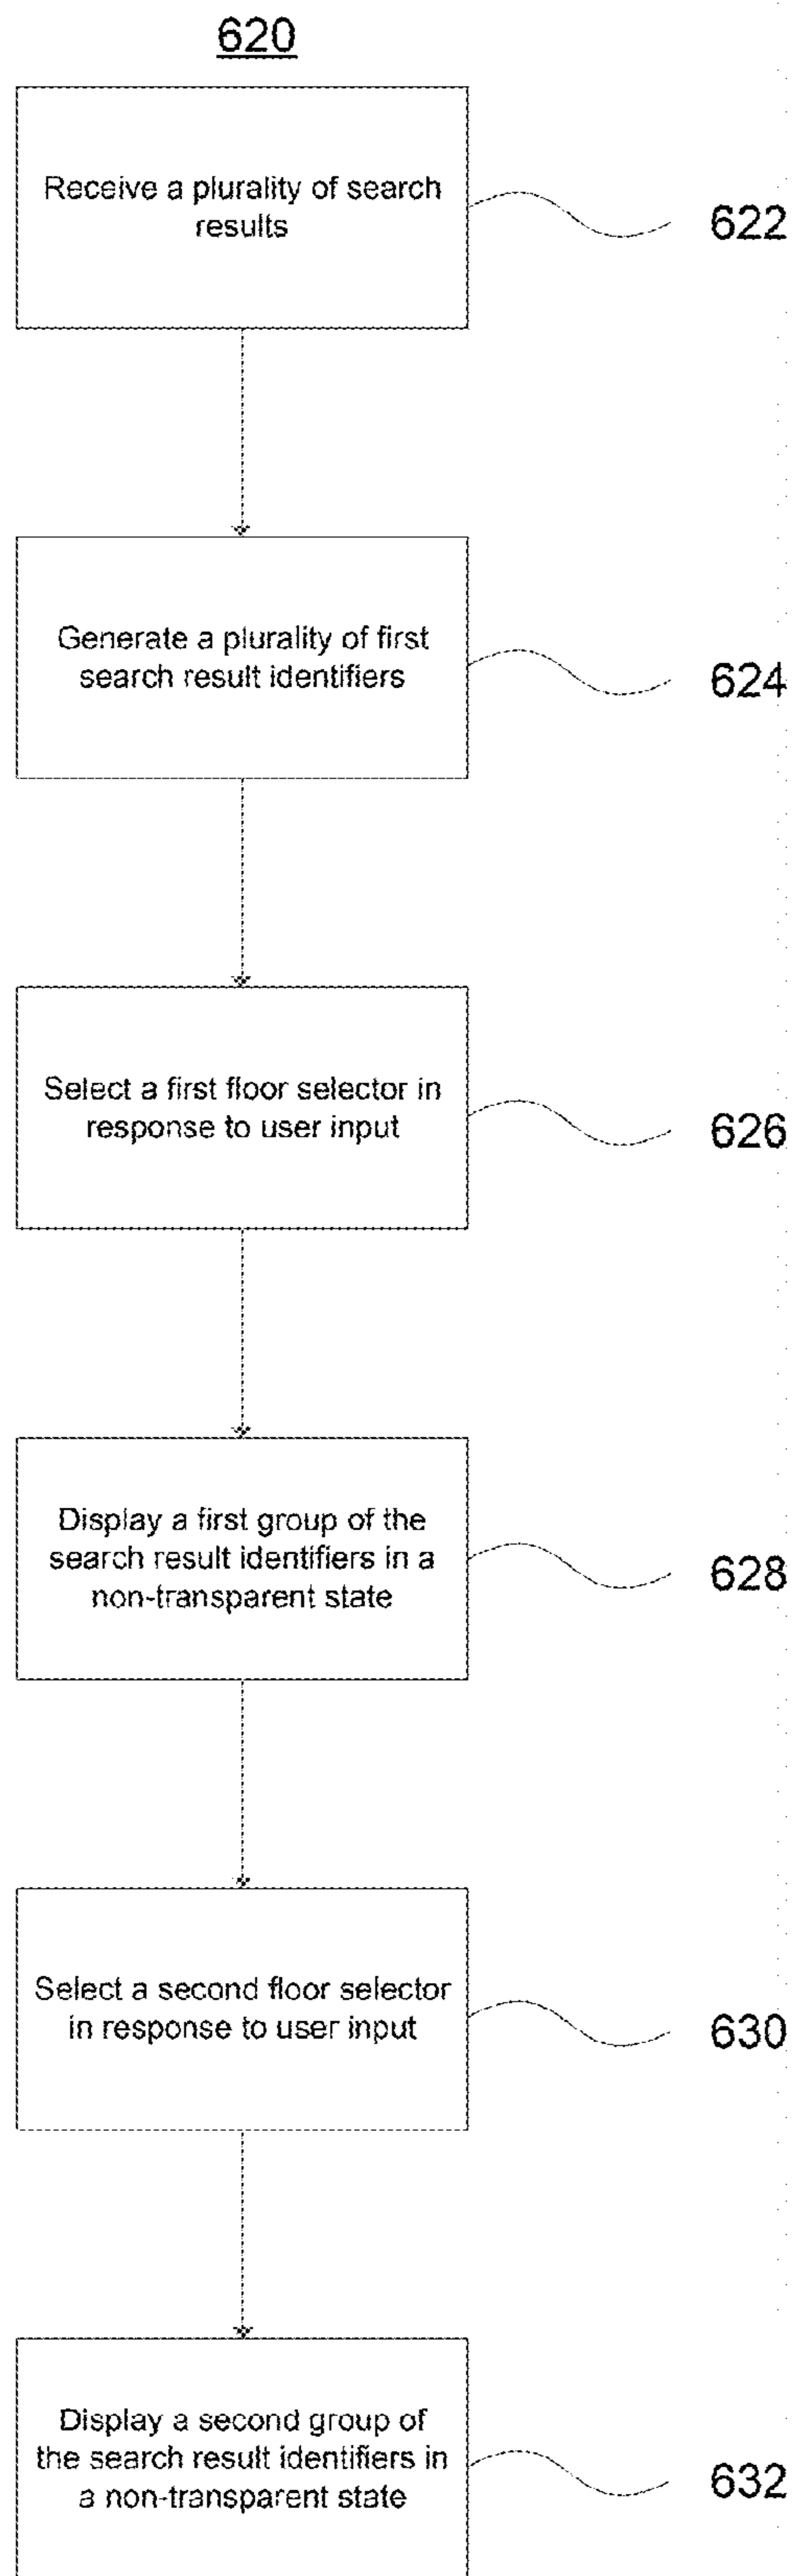 620
Receive a plurality of search
results
622
Generate a plurality of first
search result identifiers
624
Select a first floor selector in
response to user input
626
Display a first group of the
search result identifiers in a
non-transparent state
628
Select a second floor selector
in response to user input
630
Display a second group of
the search result identifiers in
a non-transparent state
632